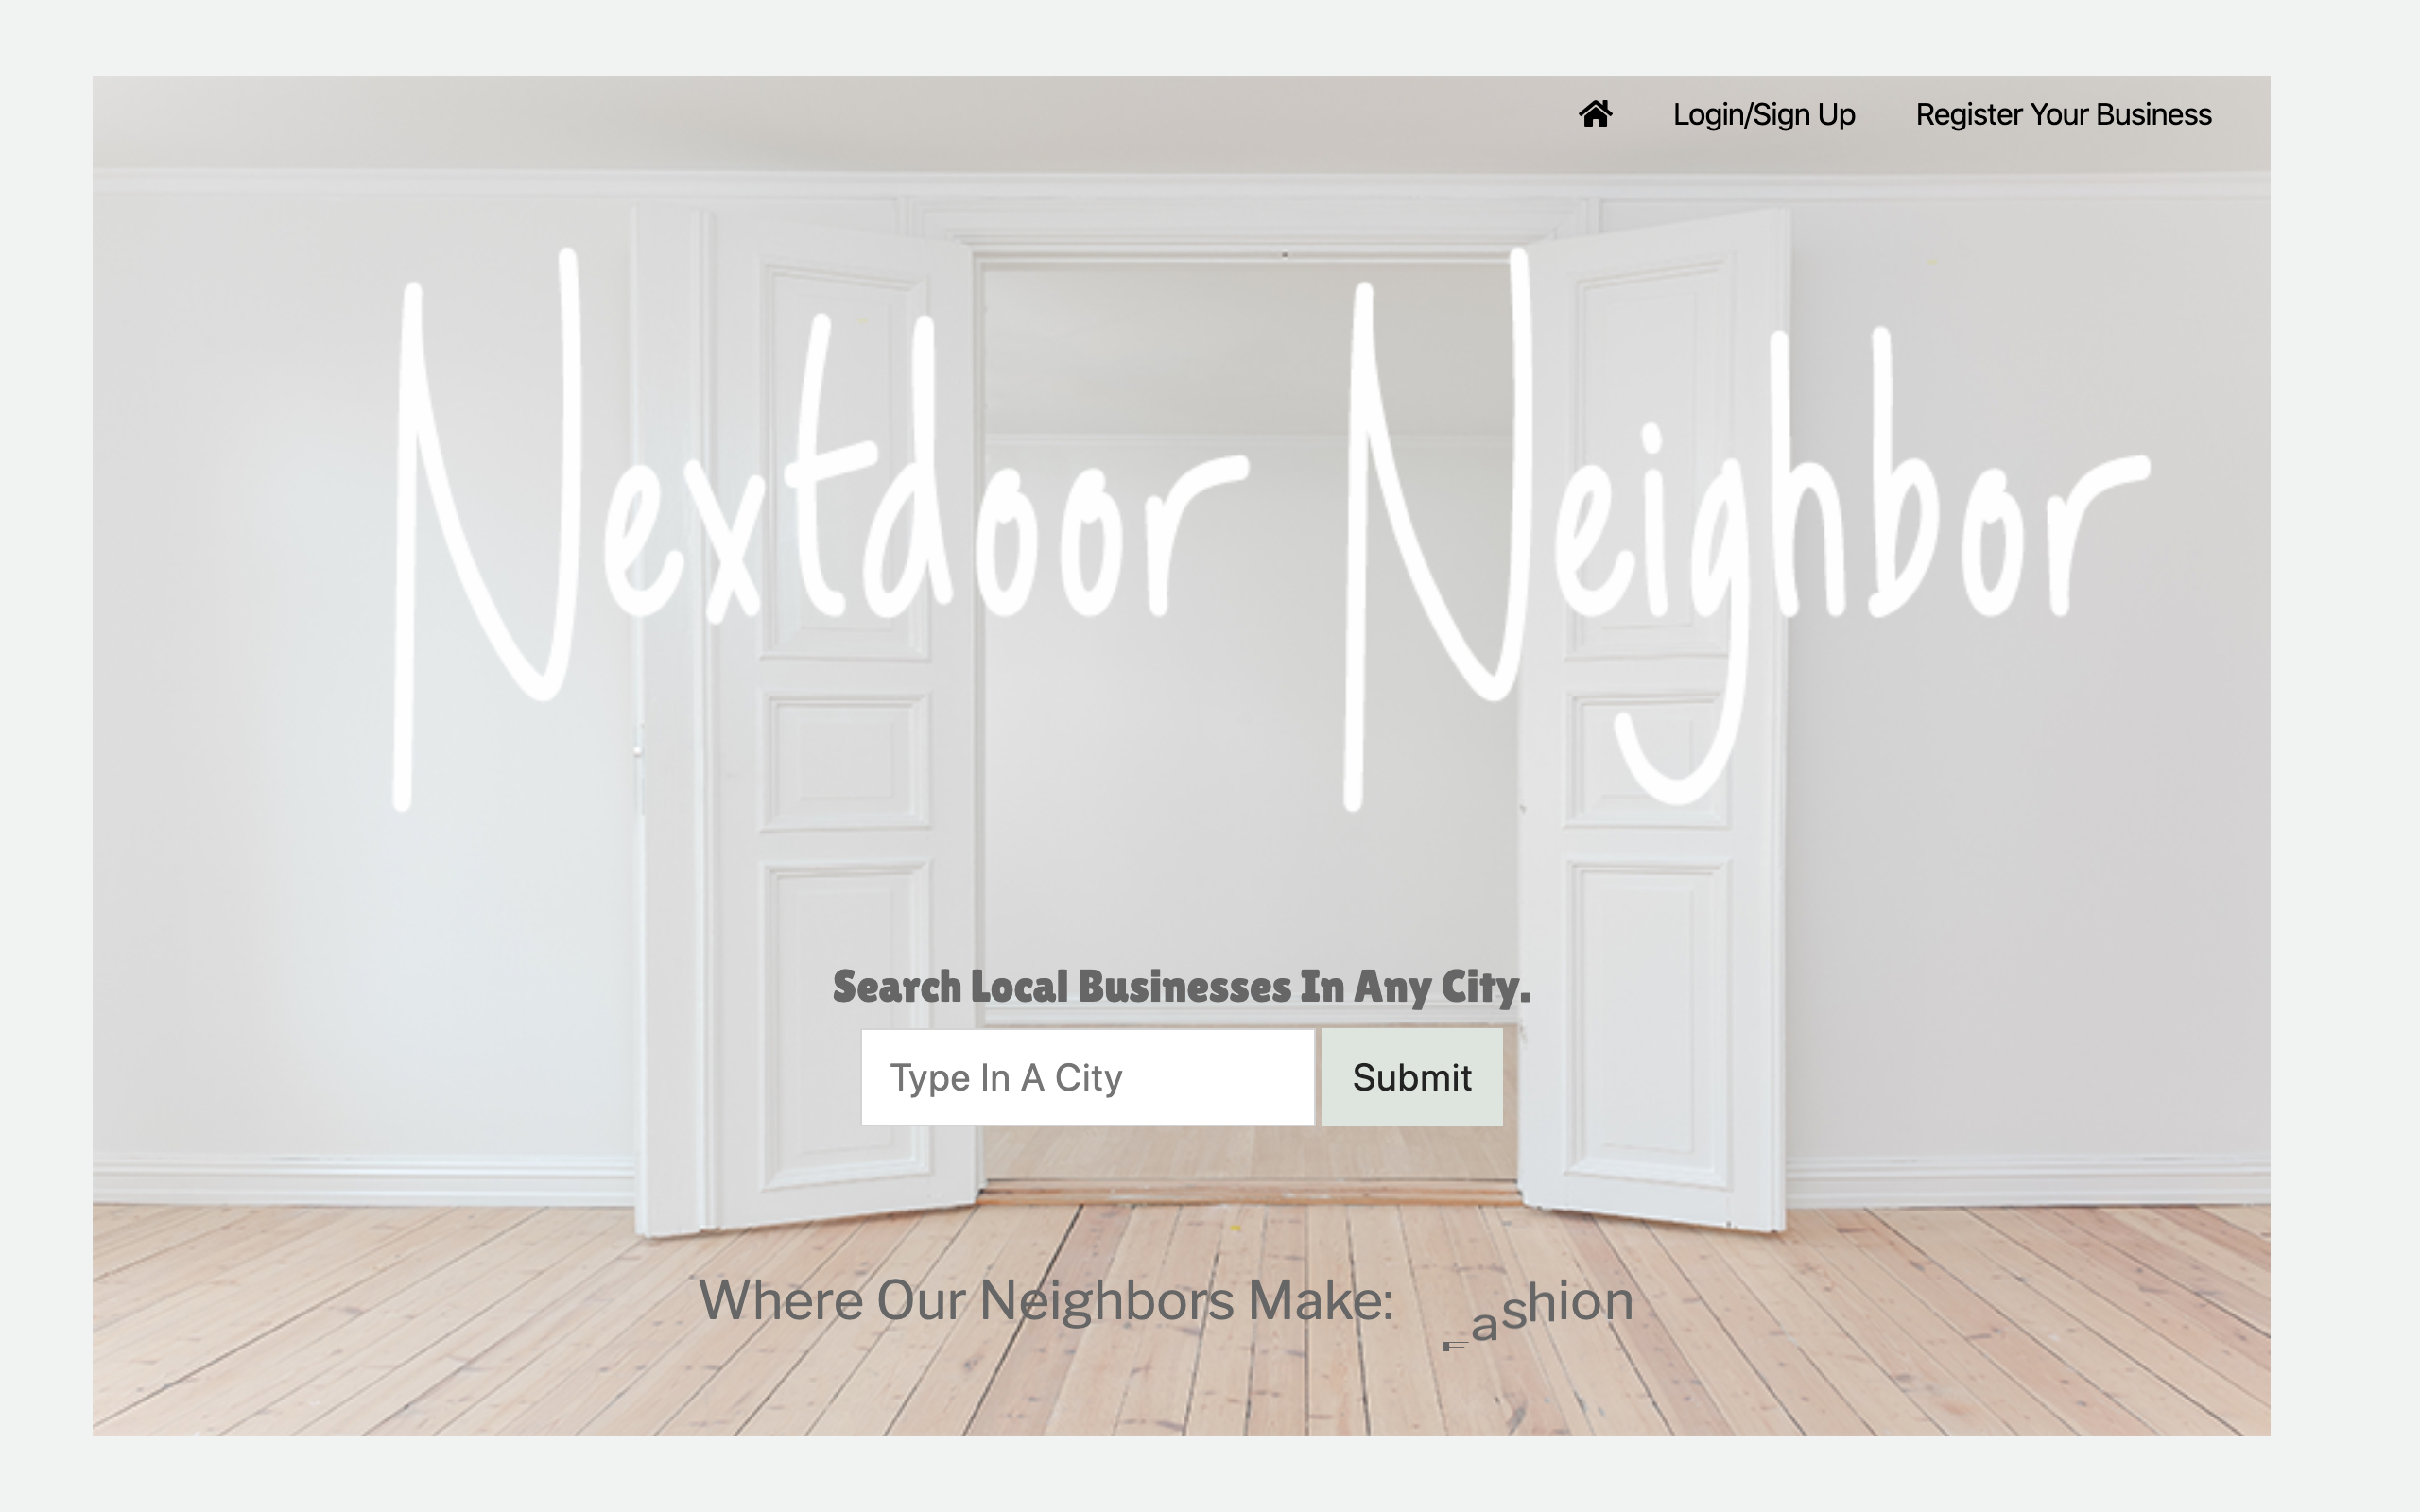 Login/Sign Up Register Your Business
Nextdoor Neighbor
Search Local Businesses In Any City.
Type In A City Submit
Where Our Neighbors Make: Fashion